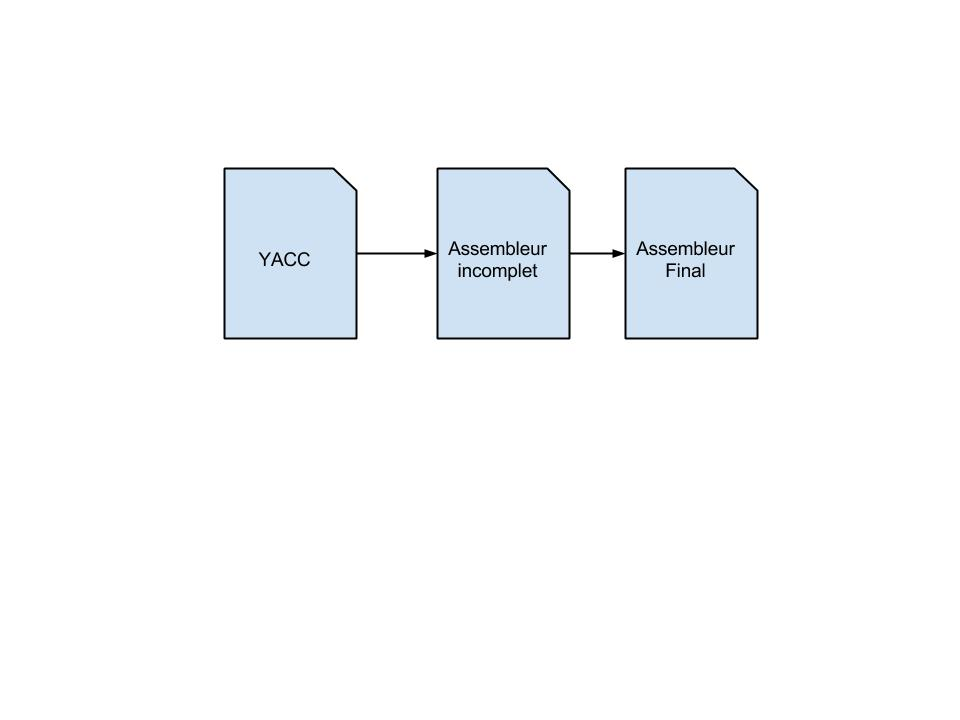 YACC
Assembleur
incomplet
Assembleur
Final